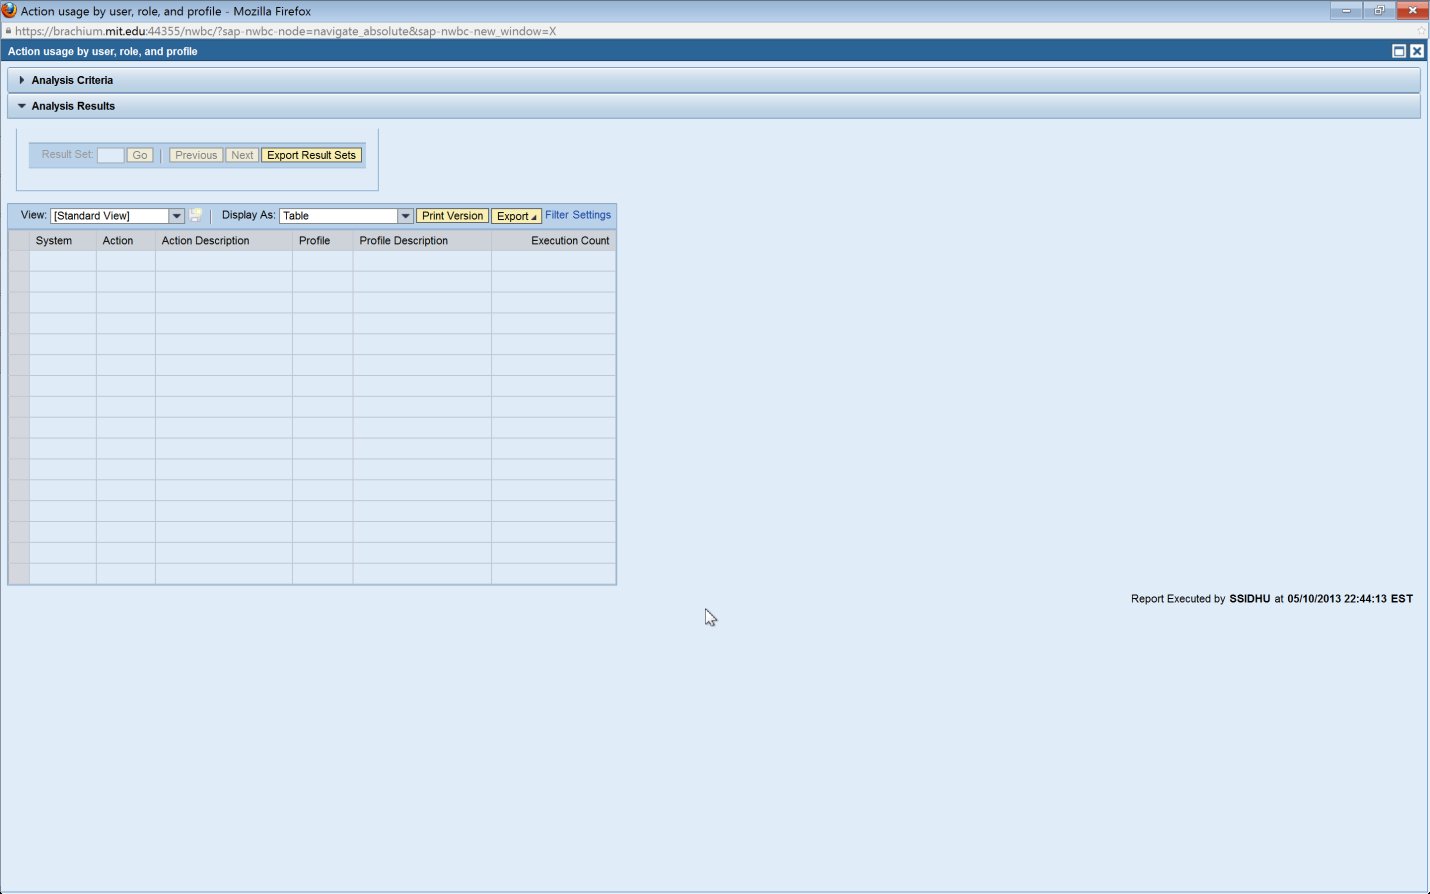 Action usage by user, role, and profile - Mozilla Firefox
https://brachium.mit.edu:44355/nwbc/?sap-nwbc-node=navigate_absolute&sap-nwbc-new_window=X
Action usage by user, role, and profile
Analysis Criteria
Analysis Results
Result Set: Go Previous Next Export Result Sets
View: [Standard View] Display As: Table Print Version Export Filter Settings
System Action Action Description Profile Profile Description Execution Count
Report Executed by SSIDHU at 05/10/2013 22:44:13 EST